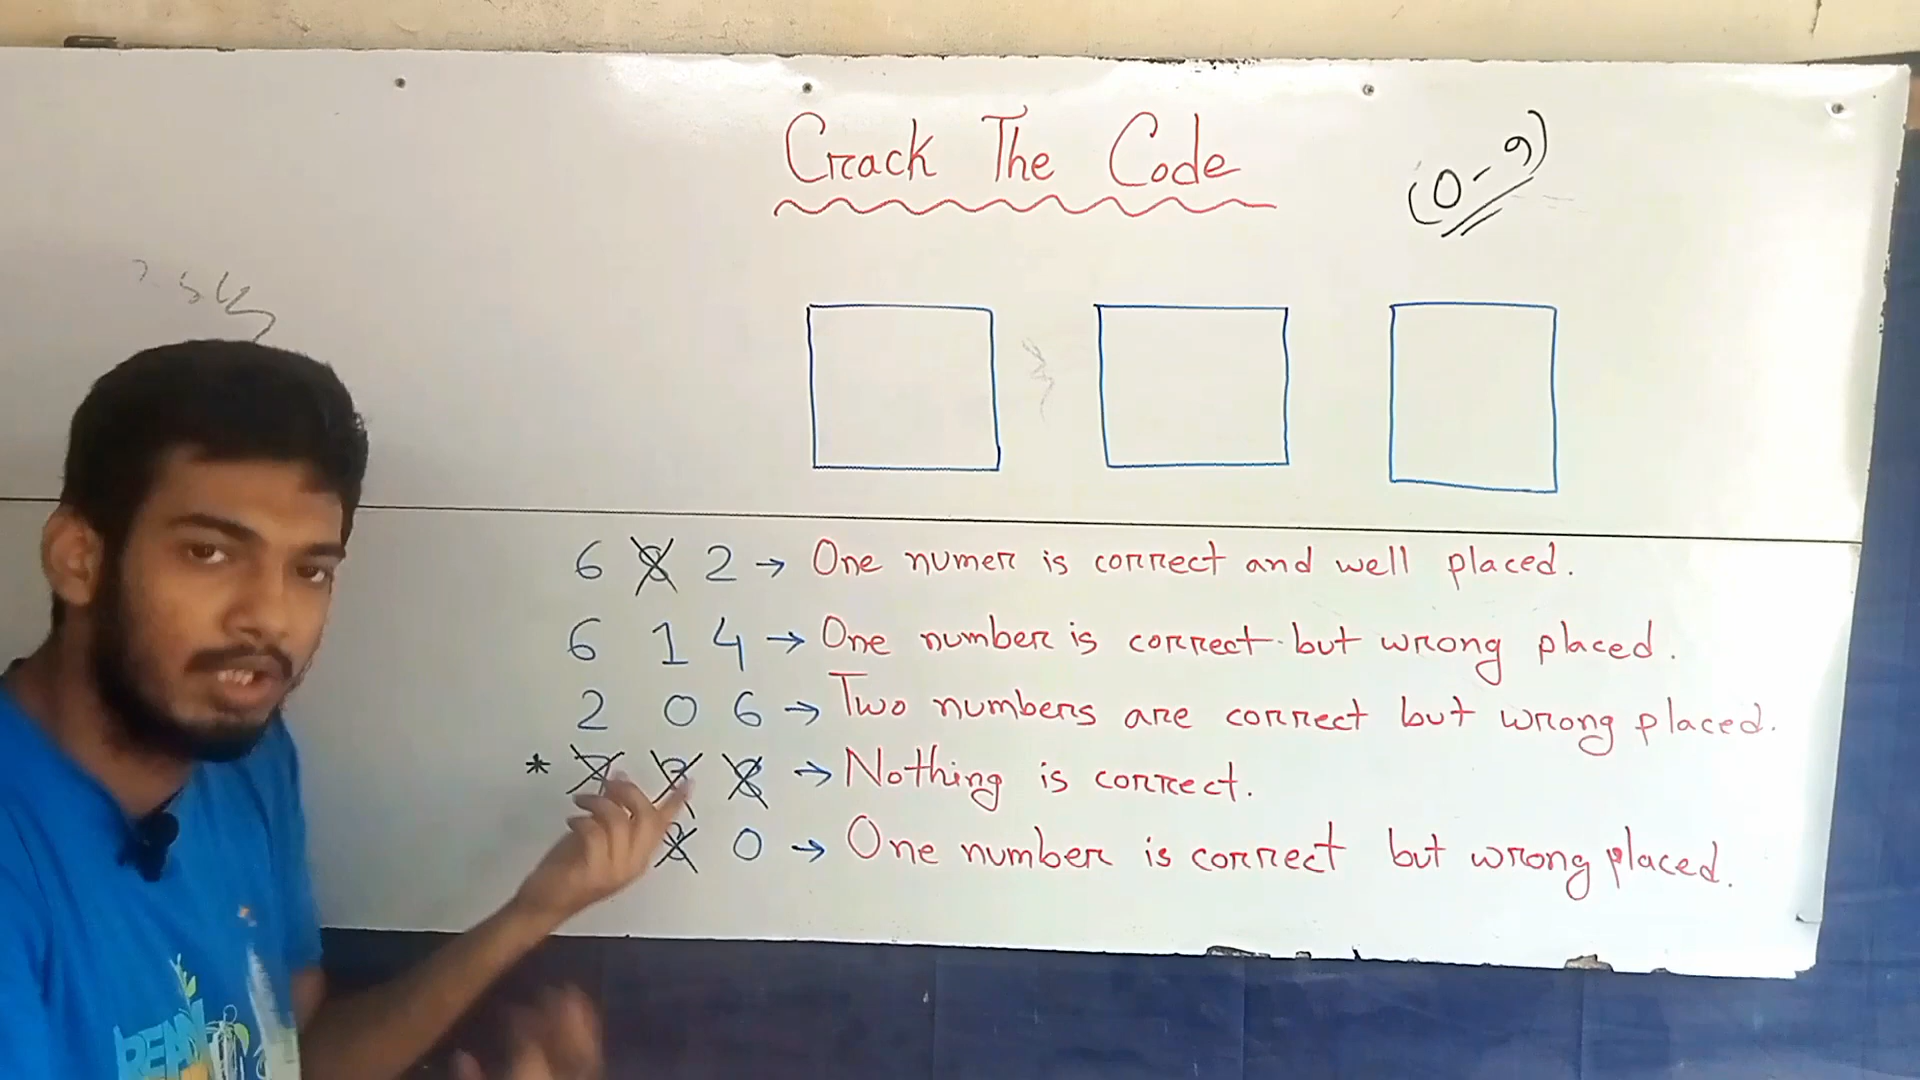 Crack The Code
(0-9)
6 8 2 → One numer is correct and well placed.
6 1 4 → One number is correct but wrong placed.
2 0 6 → Two numbers are correct but wrong placed.
* 7 3 8 → Nothing is correct.
0 → One number is correct but wrong placed.